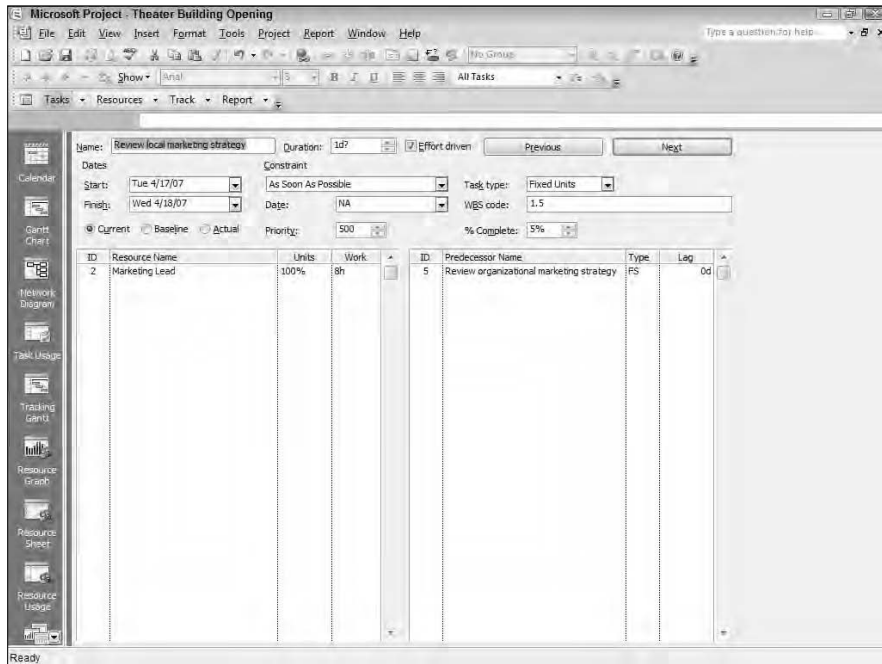 Microsoft Project - Theater Building Opening
File Edit View Insert Format Tools Project Report Window Help Type a question for help
No Group
Show Arial 8 B I U All Tasks
Tasks Resources Track Report
Name: Review local marketing strategy Duration: 1d? Effort driven Previous Next
Dates Constraint
Start: Tue 4/17/07 As Soon As Possible Task type: Fixed Units
Finish: Wed 4/18/07 Date: NA WBS code: 1.5
Current Baseline Actual Priority: 500 % Complete: 5%
ID Resource Name Units Work ID Predecessor Name Type Lag
2 Marketing Lead 100% 8h 5 Review organizational marketing strategy FS 0d
Calendar
Gantt
Chart
Network
Diagram
Task Usage
Tracking
Gantt
Resource
Graph
Resource
Sheet
Resource
Usage
Ready